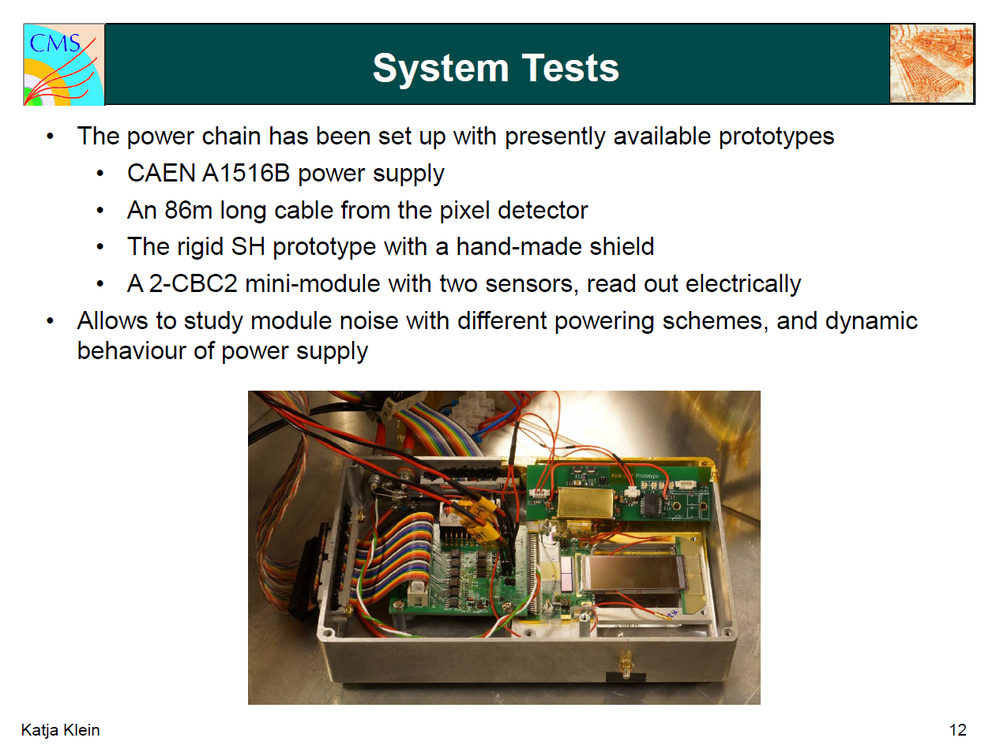 CMS
System Tests
• The power chain has been set up with presently available prototypes
• CAEN A1516B power supply
• An 86m long cable from the pixel detector
• The rigid SH prototype with a hand-made shield
• A 2-CBC2 mini-module with two sensors, read out electrically
• Allows to study module noise with different powering schemes, and dynamic
behaviour of power supply
Prototype
Katja Klein
12